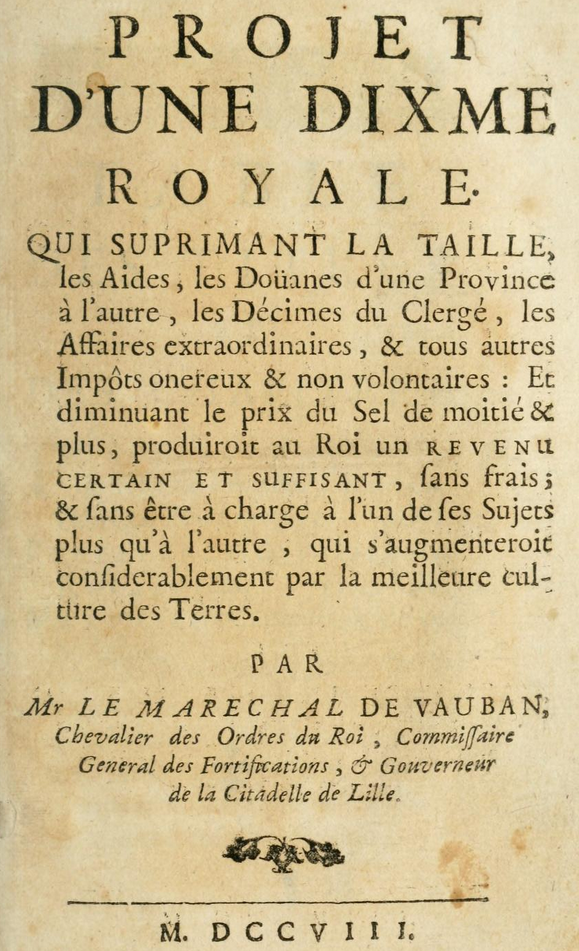 PROJET
D'UNE DIXME
ROYALE.
QUI SUPRIMANT LA TAILLE,
les Aides, les Doüanes d'une Province
à l'autre, les Décimes du Clergé, les
Affaires extraordinaires, & tous autres
Impôts onereux & non volontaires : Et
diminuant le prix du Sel de moitié &
plus, produiroit au Roi un REVENU
CERTAIN ET SUFFISANT, ſans frais;
& ſans être à charge à l'un de ſes Sujets
plus qu'à l'autre, qui s'augmenteroit
conſiderablement par la meilleure cul-
ture des Terres.
PAR
Mr LE MARECHAL DE VAUBAN,
Chevalier des Ordres du Roi, Commiſſaire
General des Fortifications, & Gouverneur
de la Citadelle de Lille.
M. DCCVIII.